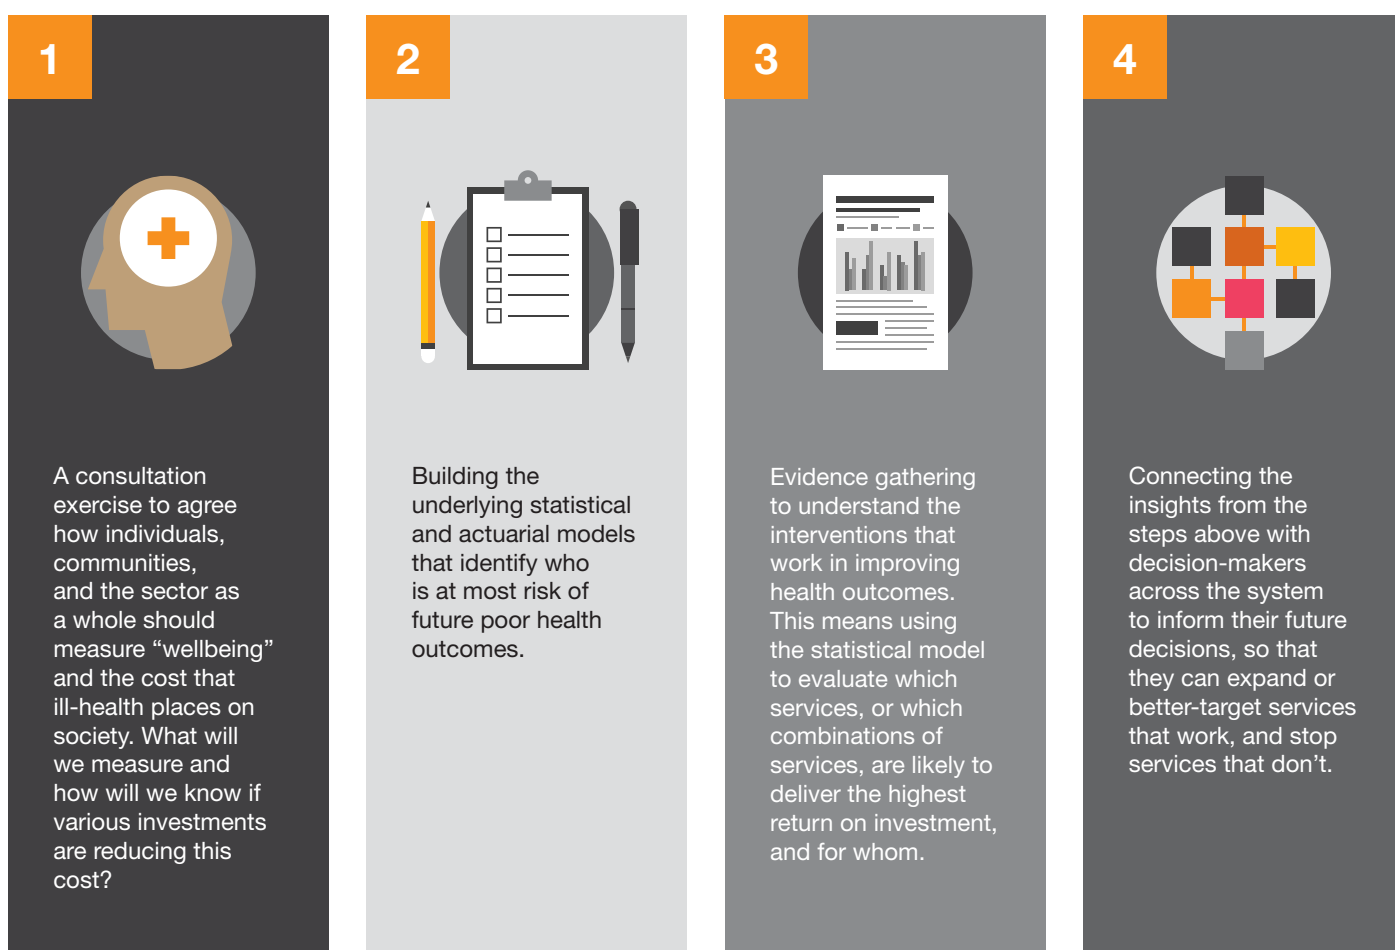 1
A consultation
exercise to agree
how individuals,
communities,
and the sector as
a whole should
measure “wellbeing”
and the cost that
ill-health places on
society. What will
we measure and
how will we know if
various investments
are reducing this
cost?
2
Building the
underlying statistical
and actuarial models
that identify who
is at most risk of
future poor health
outcomes.
3
Evidence gathering
to understand the
interventions that
work in improving
health outcomes.
This means using
the statistical model
to evaluate which
services, or which
combinations of
services, are likely to
deliver the highest
return on investment,
and for whom.
4
Connecting the
insights from the
steps above with
decision-makers
across the system
to inform their future
decisions, so that
they can expand or
better-target services
that work, and stop
services that don’t.